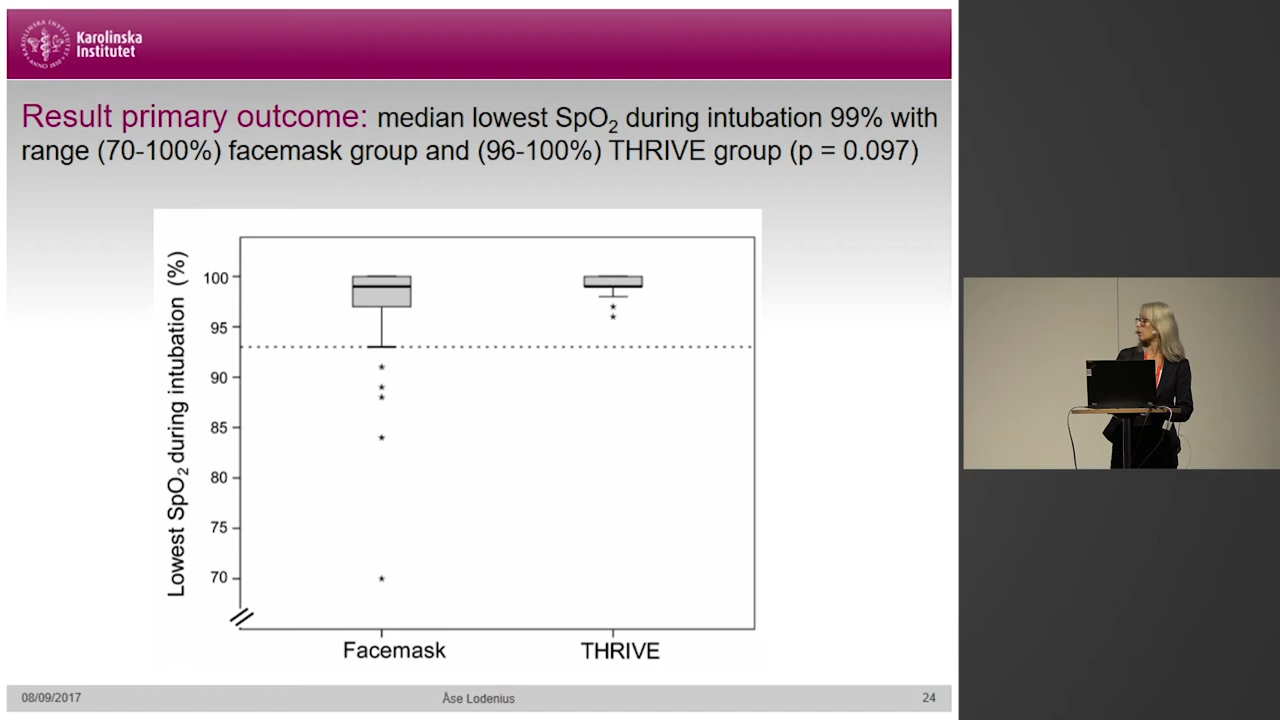 Karolinska
Institutet
Result primary outcome: median lowest SpO2 during intubation 99% with
range (70-100%) facemask group and (96-100%) THRIVE group (p = 0.097)
Lowest SpO2 during intubation (%)
100
95
90
85
80
75
70
Facemask
THRIVE
08/09/2017
Åse Lodenius
24